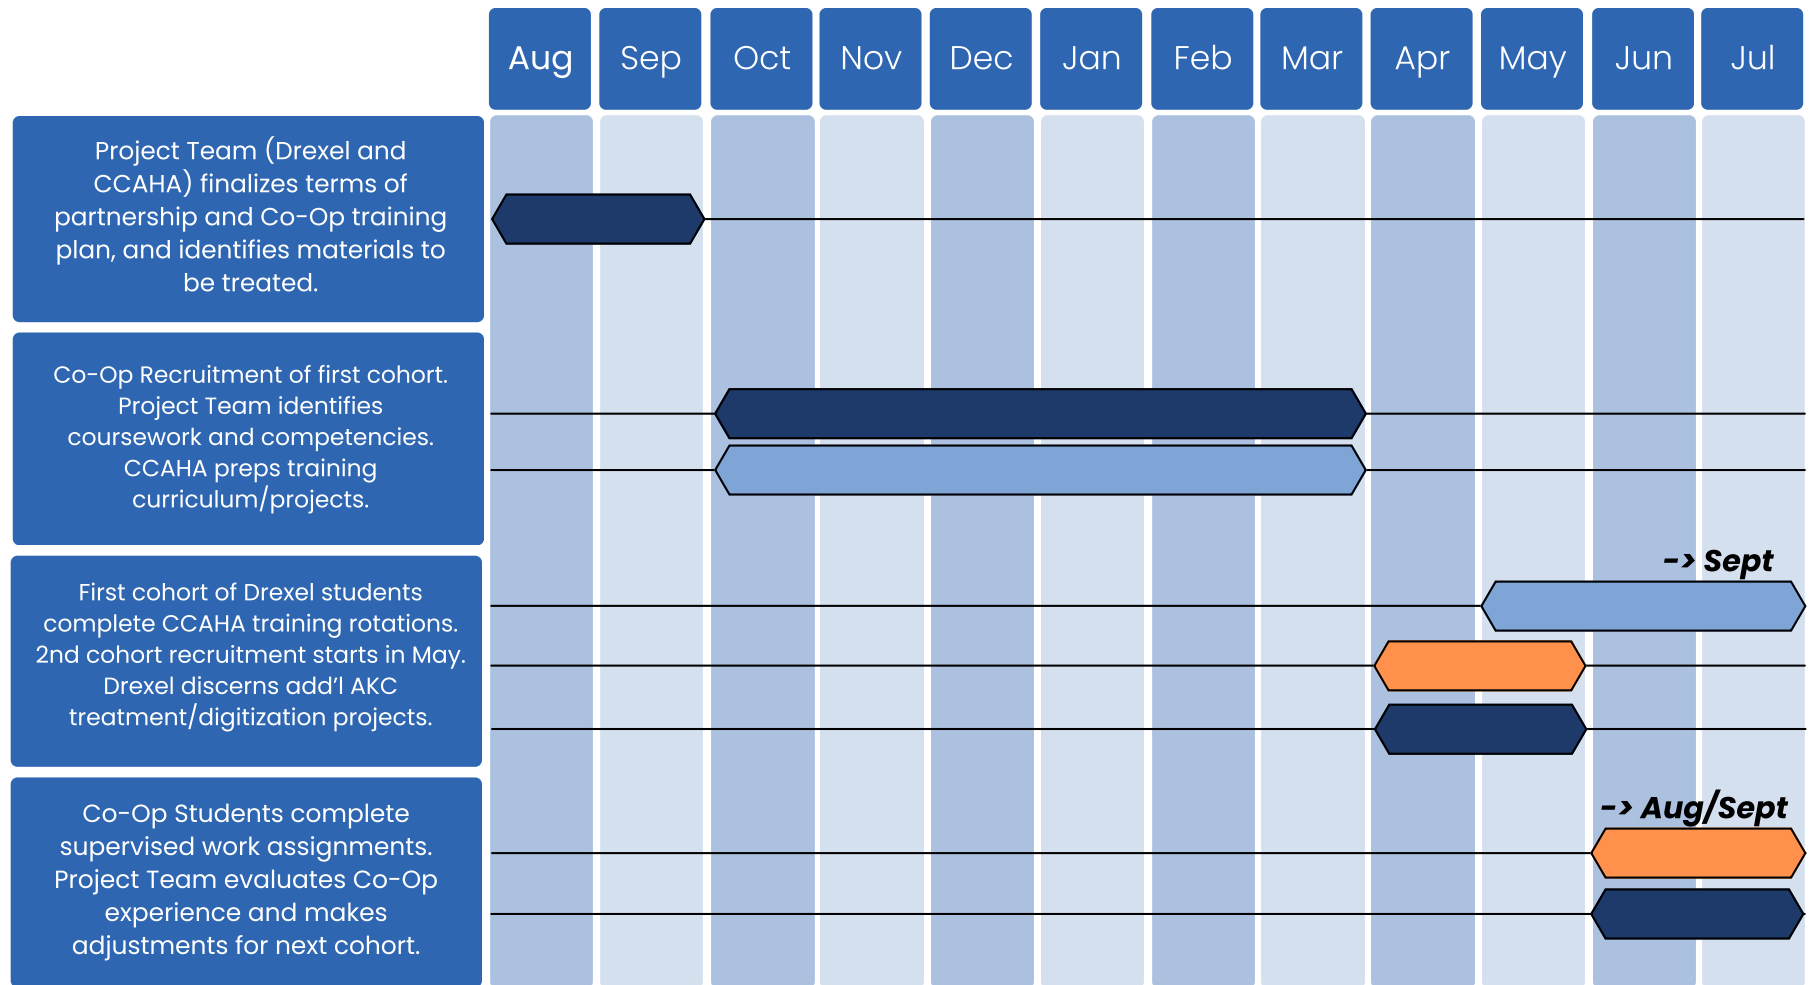 Aug Sep Oct Nov Dec Jan Feb Mar Apr May Jun Jul
Project Team (Drexel and
CCAHA) finalizes terms of
partnership and Co-Op training
plan, and identifies materials to
be treated.
Co-Op Recruitment of first cohort.
Project Team identifies
coursework and competencies.
CCAHA preps training
curriculum/projects.
First cohort of Drexel students
complete CCAHA training rotations.
2nd cohort recruitment starts in May.
Drexel discerns add’l AKC
treatment/digitization projects.
-> Sept
Co-Op Students complete
supervised work assignments.
Project Team evaluates Co-Op
experience and makes
adjustments for next cohort.
-> Aug/Sept